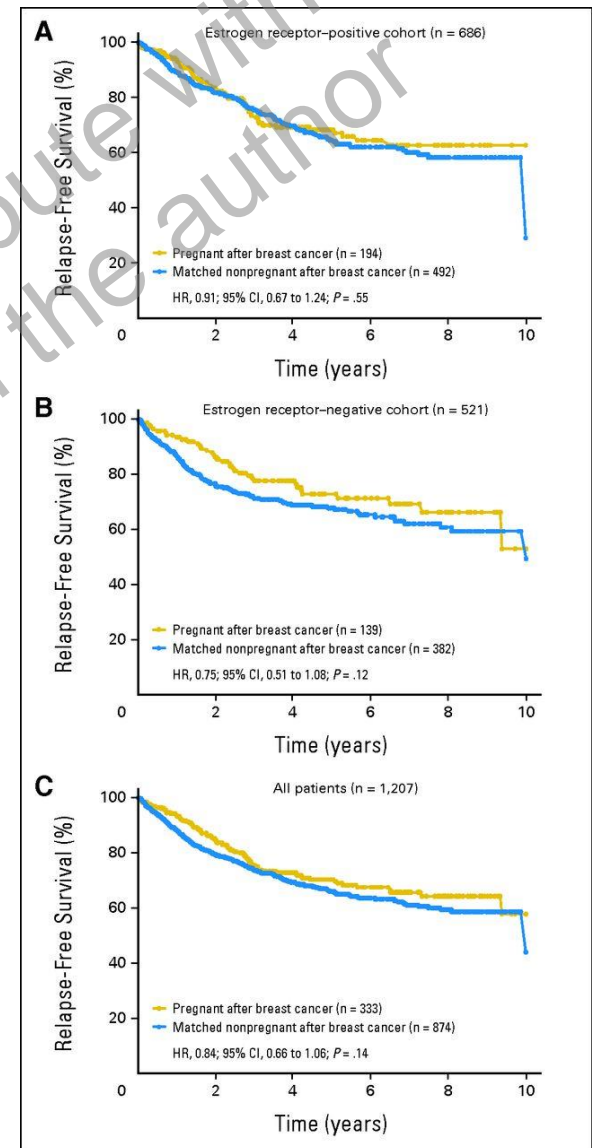 A
Estrogen receptor–positive cohort (n = 686)
Relapse-Free Survival (%)
100
80
60
40
20
0
Pregnant after breast cancer (n = 194)
Matched nonpregnant after breast cancer (n = 492)
HR, 0.91; 95% CI, 0.67 to 1.24; P = .55
2 4 6 8 10
Time (years)
B
Estrogen receptor–negative cohort (n = 521)
Relapse-Free Survival (%)
100
80
60
40
20
0
Pregnant after breast cancer (n = 139)
Matched nonpregnant after breast cancer (n = 382)
HR, 0.75; 95% CI, 0.51 to 1.08; P = .12
2 4 6 8 10
Time (years)
C
All patients (n = 1,207)
Relapse-Free Survival (%)
100
80
60
40
20
0
Pregnant after breast cancer (n = 333)
Matched nonpregnant after breast cancer (n = 874)
HR, 0.84; 95% CI, 0.66 to 1.06; P = .14
2 4 6 8 10
Time (years)
the author